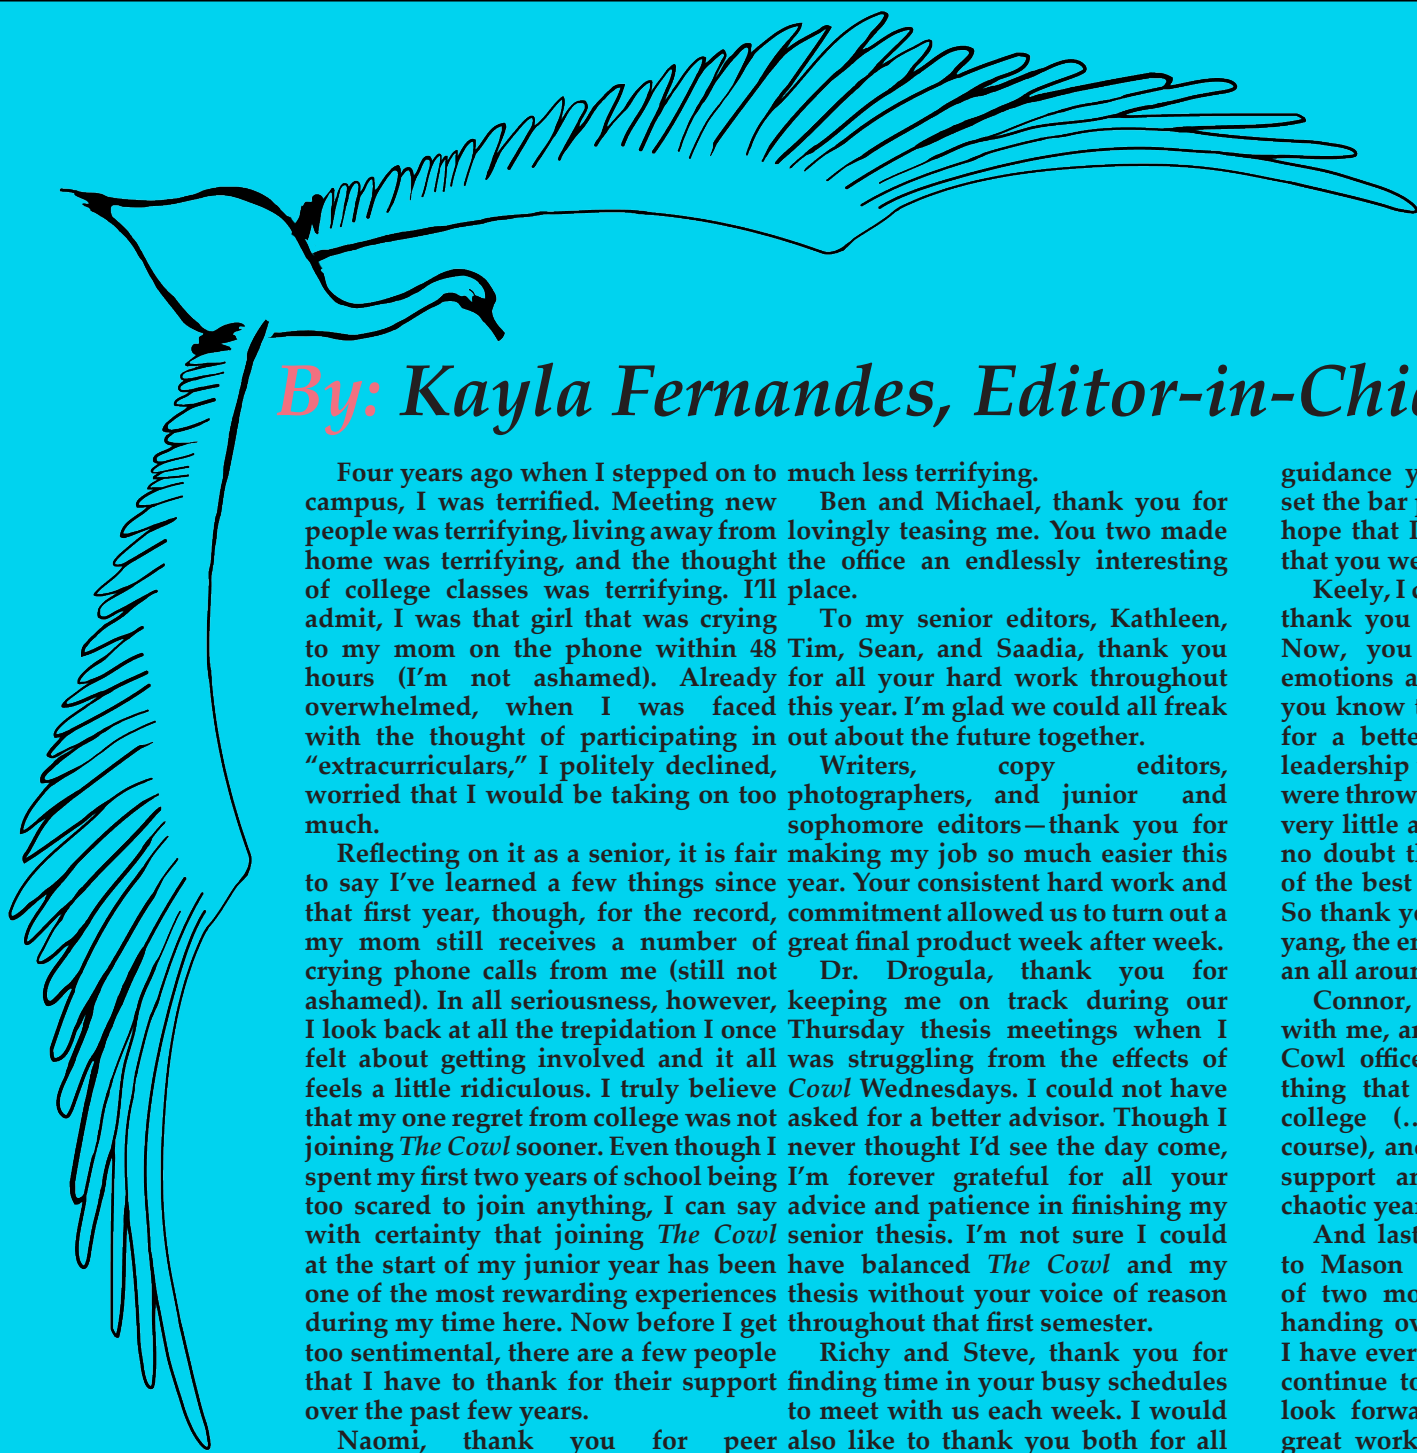 By: Kayla Fernandes, Editor-in-Chi
Four years ago when I stepped on to
campus, I was terrified. Meeting new
people was terrifying, living away from
home was terrifying, and the thought
of college classes was terrifying. I’ll
admit, I was that girl that was crying
to my mom on the phone within 48
hours (I’m not ashamed). Already
overwhelmed, when I was faced
with the thought of participating in
“extracurriculars,” I politely declined,
worried that I would be taking on too
much.
Reflecting on it as a senior, it is fair
to say I’ve learned a few things since
that first year, though, for the record,
my mom still receives a number of
crying phone calls from me (still not
ashamed). In all seriousness, however,
I look back at all the trepidation I once
felt about getting involved and it all
feels a little ridiculous. I truly believe
that my one regret from college was not
joining The Cowl sooner. Even though I
spent my first two years of school being
too scared to join anything, I can say
with certainty that joining The Cowl
at the start of my junior year has been
one of the most rewarding experiences
during my time here. Now before I get
too sentimental, there are a few people
that I have to thank for their support
over the past few years.
Naomi, thank you for peer
much less terrifying.
Ben and Michael, thank you for
lovingly teasing me. You two made
the office an endlessly interesting
place.
To my senior editors, Kathleen,
Tim, Sean, and Saadia, thank you
for all your hard work throughout
this year. I’m glad we could all freak
out about the future together.
Writers, copy editors,
photographers, and junior and
sophomore editors—thank you for
making my job so much easier this
year. Your consistent hard work and
commitment allowed us to turn out a
great final product week after week.
Dr. Drogula, thank you for
keeping me on track during our
Thursday thesis meetings when I
was struggling from the effects of
Cowl Wednesdays. I could not have
asked for a better advisor. Though I
never thought I’d see the day come,
I’m forever grateful for all your
advice and patience in finishing my
senior thesis. I’m not sure I could
have balanced The Cowl and my
thesis without your voice of reason
throughout that first semester.
Richy and Steve, thank you for
finding time in your busy schedules
to meet with us each week. I would
also like to thank you both for all
guidance y
set the bar
hope that I
that you we
Keely, I
thank you
Now, you
emotions a
you know
for a bette
leadership
were throw
very little a
no doubt th
of the best
So thank yo
yang, the e
an all aroun
Connor,
with me, an
Cowl office
thing that
college (…
course), and
support an
chaotic year
And last
to Mason
of two mo
handing ov
I have ever
continue to
look forwa
great work